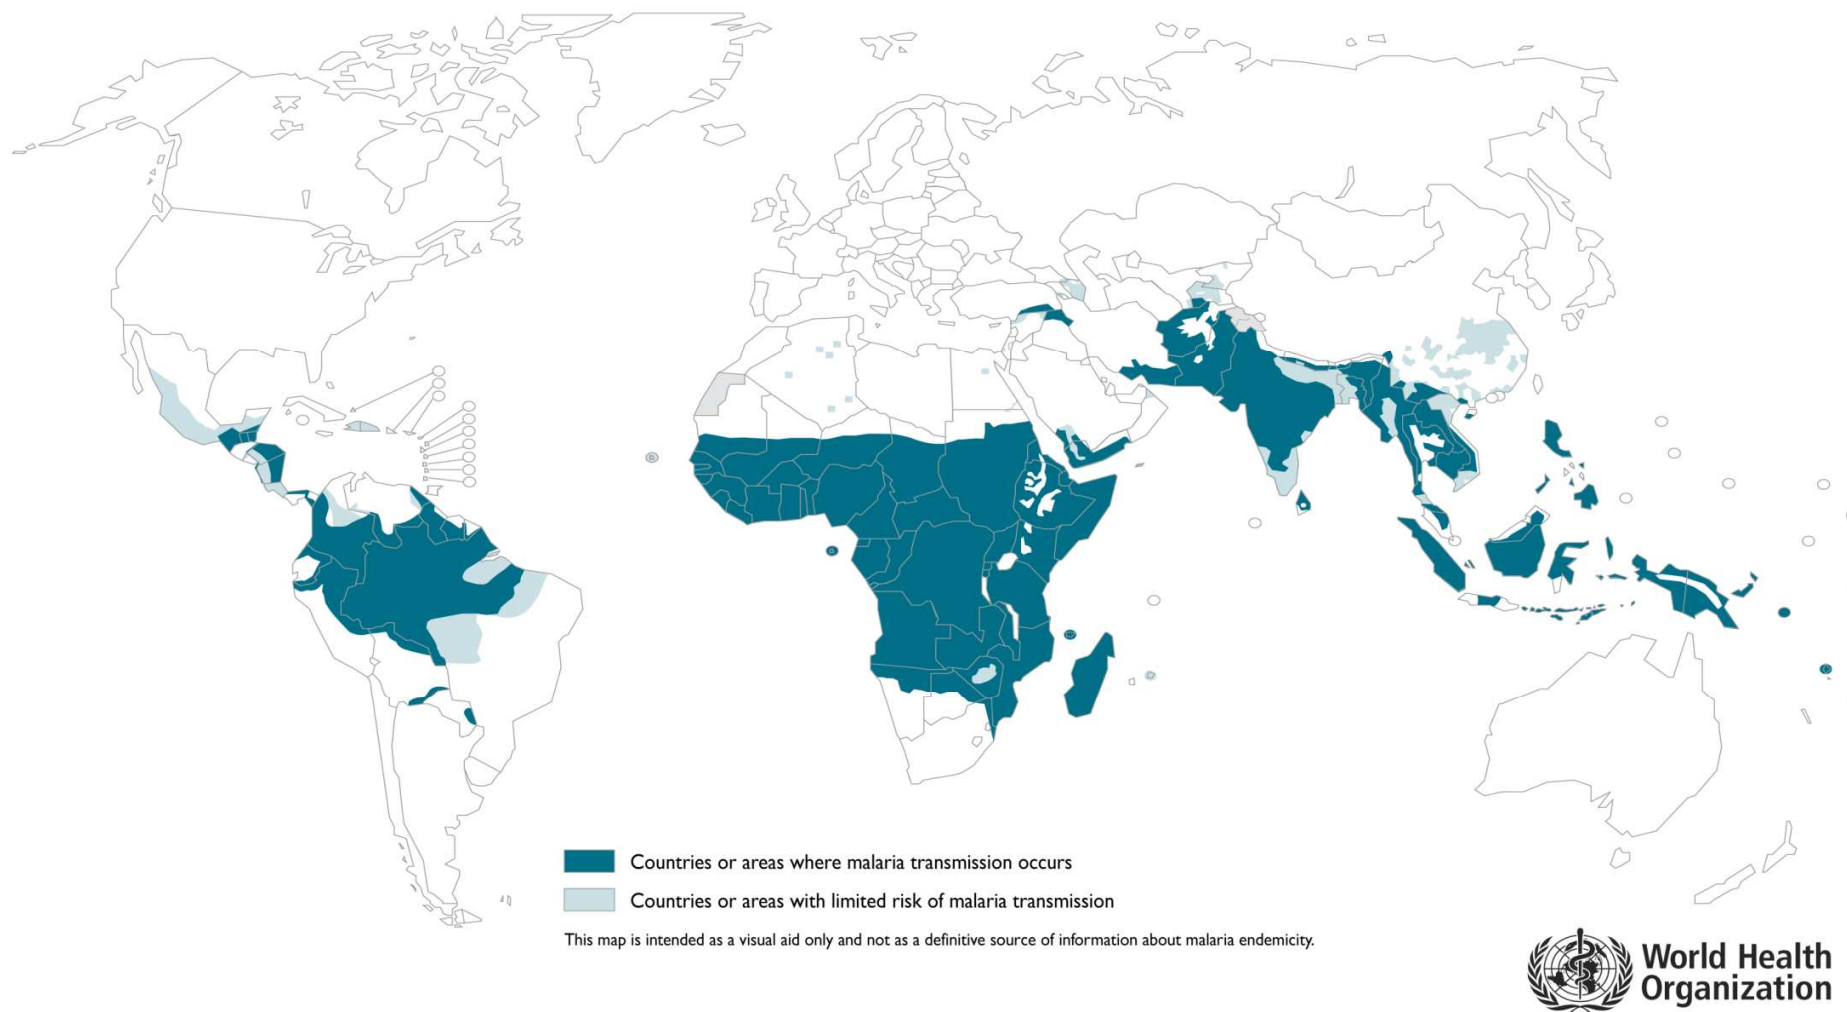 Countries or areas where malaria transmission occurs
Countries or areas with limited risk of malaria transmission
This map is intended as a visual aid only and not as a definitive source of information about malaria endemicity.
World Health
Organization